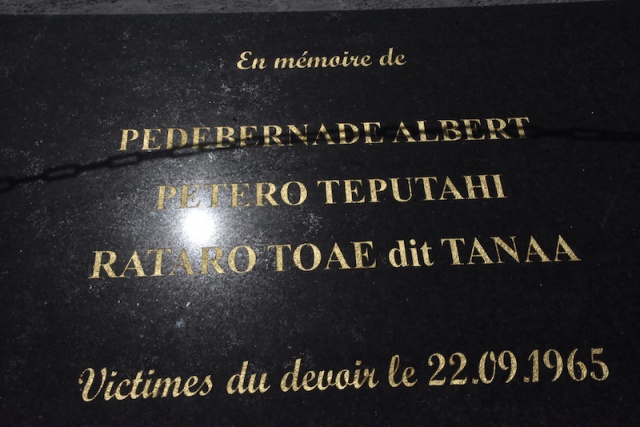 En mémoire de
PEDEBERNADE ALBERT
PETERO TEPUTAHI
RATARO TOAE dit TANAA
Victimes du devoir le 22.09.1965